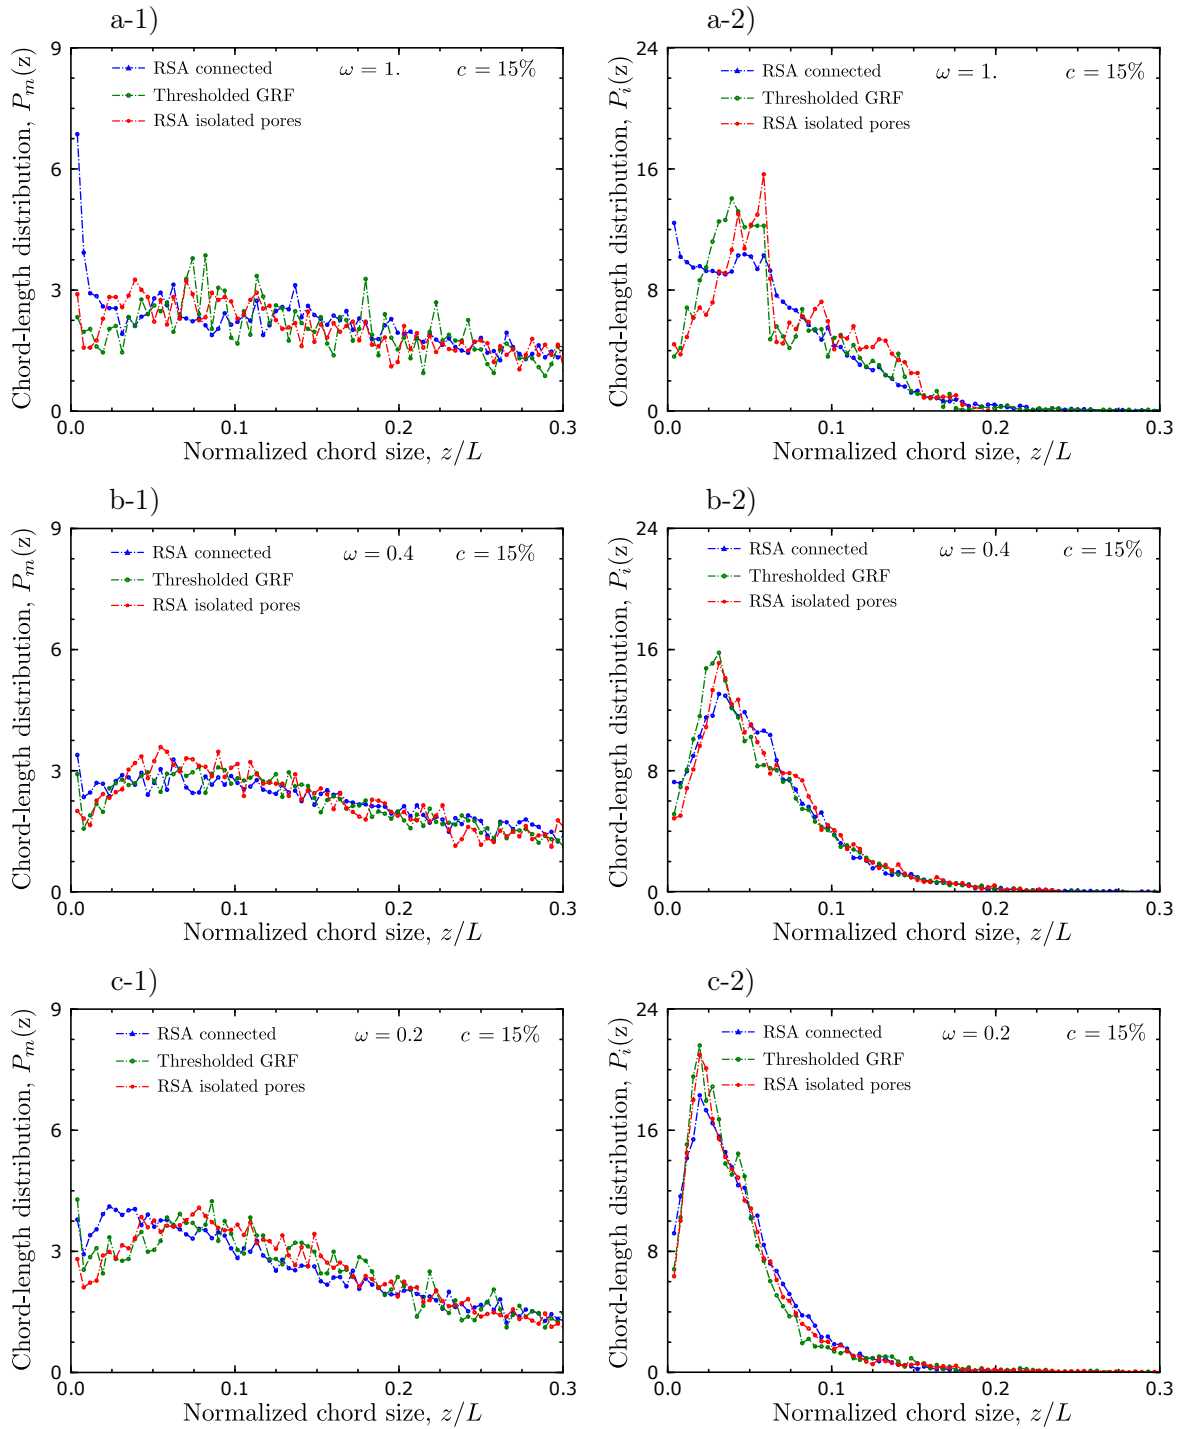 a-1)
Chord-length distribution, P_m(z)
9
6
3
0
RSA connected
Thresholded GRF
RSA isolated pores
ω = 1. c = 15%
0.0 0.1 0.2 0.3
Normalized chord size, z/L
a-2)
Chord-length distribution, P_i(z)
24
16
8
0
RSA connected
Thresholded GRF
RSA isolated pores
ω = 1. c = 15%
0.0 0.1 0.2 0.3
Normalized chord size, z/L
b-1)
Chord-length distribution, P_m(z)
9
6
3
0
RSA connected
Thresholded GRF
RSA isolated pores
ω = 0.4 c = 15%
0.0 0.1 0.2 0.3
Normalized chord size, z/L
b-2)
Chord-length distribution, P_i(z)
24
16
8
0
RSA connected
Thresholded GRF
RSA isolated pores
ω = 0.4 c = 15%
0.0 0.1 0.2 0.3
Normalized chord size, z/L
c-1)
Chord-length distribution, P_m(z)
9
6
3
0
RSA connected
Thresholded GRF
RSA isolated pores
ω = 0.2 c = 15%
0.0 0.1 0.2 0.3
Normalized chord size, z/L
c-2)
Chord-length distribution, P_i(z)
24
16
8
0
RSA connected
Thresholded GRF
RSA isolated pores
ω = 0.2 c = 15%
0.0 0.1 0.2 0.3
Normalized chord size, z/L